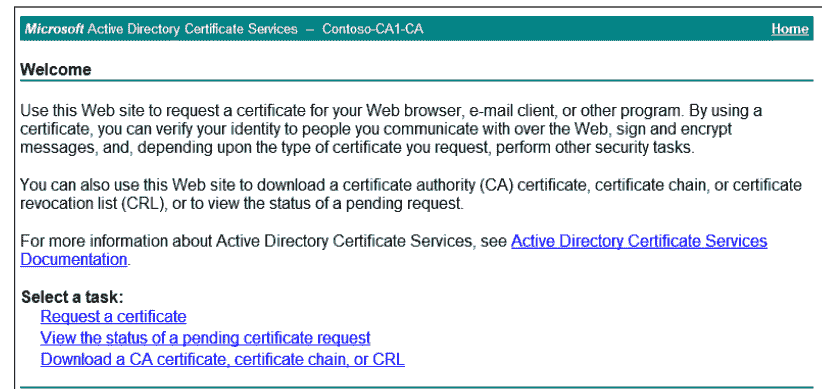 Microsoft Active Directory Certificate Services – Contoso-CA1-CA Home
Welcome
Use this Web site to request a certificate for your Web browser, e-mail client, or other program. By using a
certificate, you can verify your identity to people you communicate with over the Web, sign and encrypt
messages, and, depending upon the type of certificate you request, perform other security tasks.
You can also use this Web site to download a certificate authority (CA) certificate, certificate chain, or certificate
revocation list (CRL), or to view the status of a pending request.
For more information about Active Directory Certificate Services, see Active Directory Certificate Services
Documentation.
Select a task:
Request a certificate
View the status of a pending certificate request
Download a CA certificate, certificate chain, or CRL